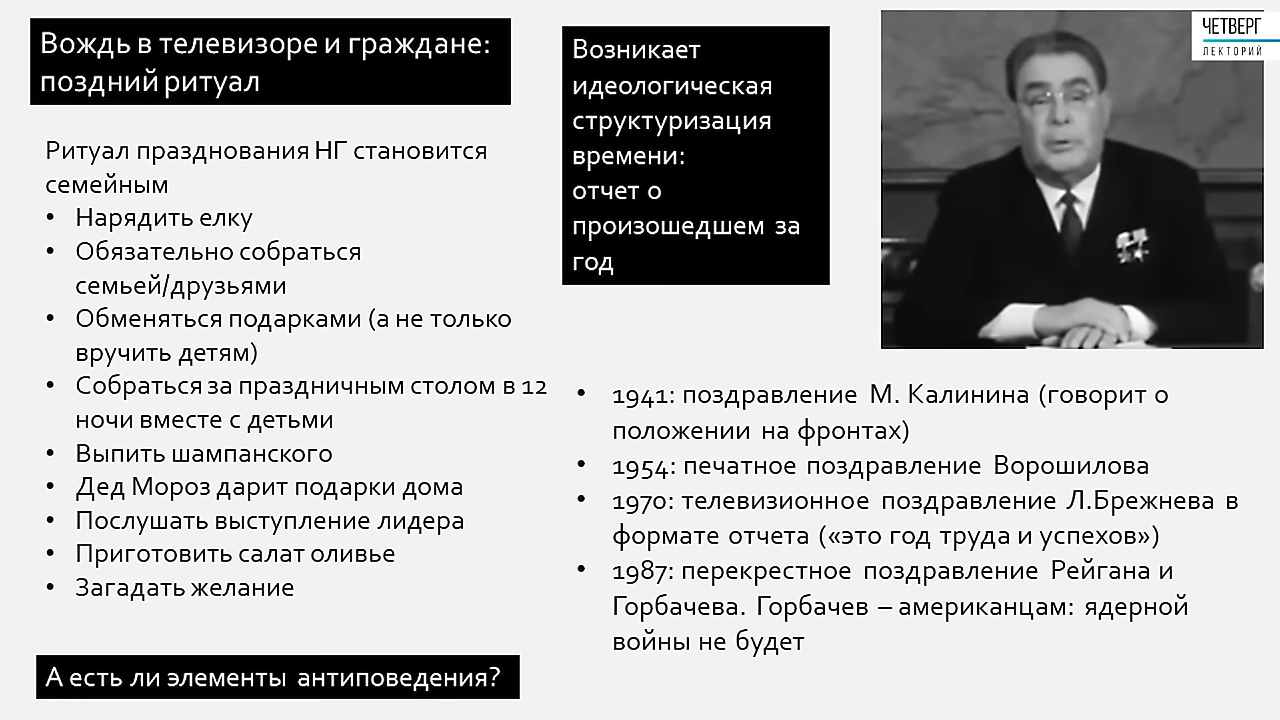 Вождь в телевизоре и граждане:
поздний ритуал
Ритуал празднования НГ становится
семейным
• Нарядить елку
• Обязательно собраться
семьей/друзьями
• Обменяться подарками (а не только
вручить детям)
• Собраться за праздничным столом в 12
ночи вместе с детьми
• Выпить шампанского
• Дед Мороз дарит подарки дома
• Послушать выступление лидера
• Приготовить салат оливье
• Загадать желание
А есть ли элементы антиповедения?
Возникает
идеологическая
структуризация
времени:
отчет о
произошедшем за
год
ЧЕТВЕРГ
ЛЕКТОРИЙ
• 1941: поздравление М. Калинина (говорит о
положении на фронтах)
• 1954: печатное поздравление Ворошилова
• 1970: телевизионное поздравление Л.Брежнева в
формате отчета («это год труда и успехов»)
• 1987: перекрестное поздравление Рейгана и
Горбачева. Горбачев – американцам: ядерной
войны не будет